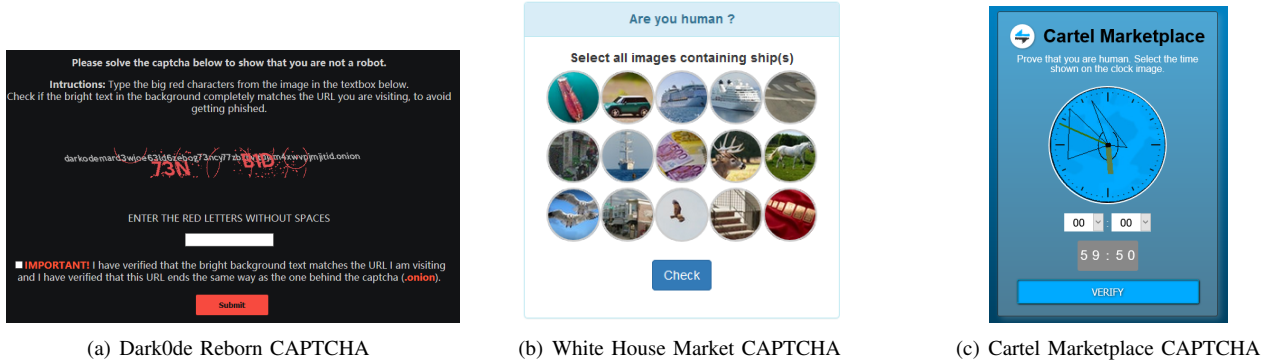 Please solve the captcha below to show that you are not a robot.
Intructions: Type the big red characters from the image in the textbox below.
Check if the bright text in the background completely matches the URL you are visiting, to avoid
getting phished.
73N BID
ENTER THE RED LETTERS WITHOUT SPACES
IMPORTANT! I have verified that the bright background text matches the URL I am visiting
and I have verified that this URL ends the same way as the one behind the captcha (.onion).
Submit
(a) Dark0de Reborn CAPTCHA
Are you human ?
Select all images containing ship(s)
Check
(b) White House Market CAPTCHA
Cartel Marketplace
Prove that you are human. Select the time
shown on the clock image.
00 : 00
59:50
VERIFY
(c) Cartel Marketplace CAPTCHA